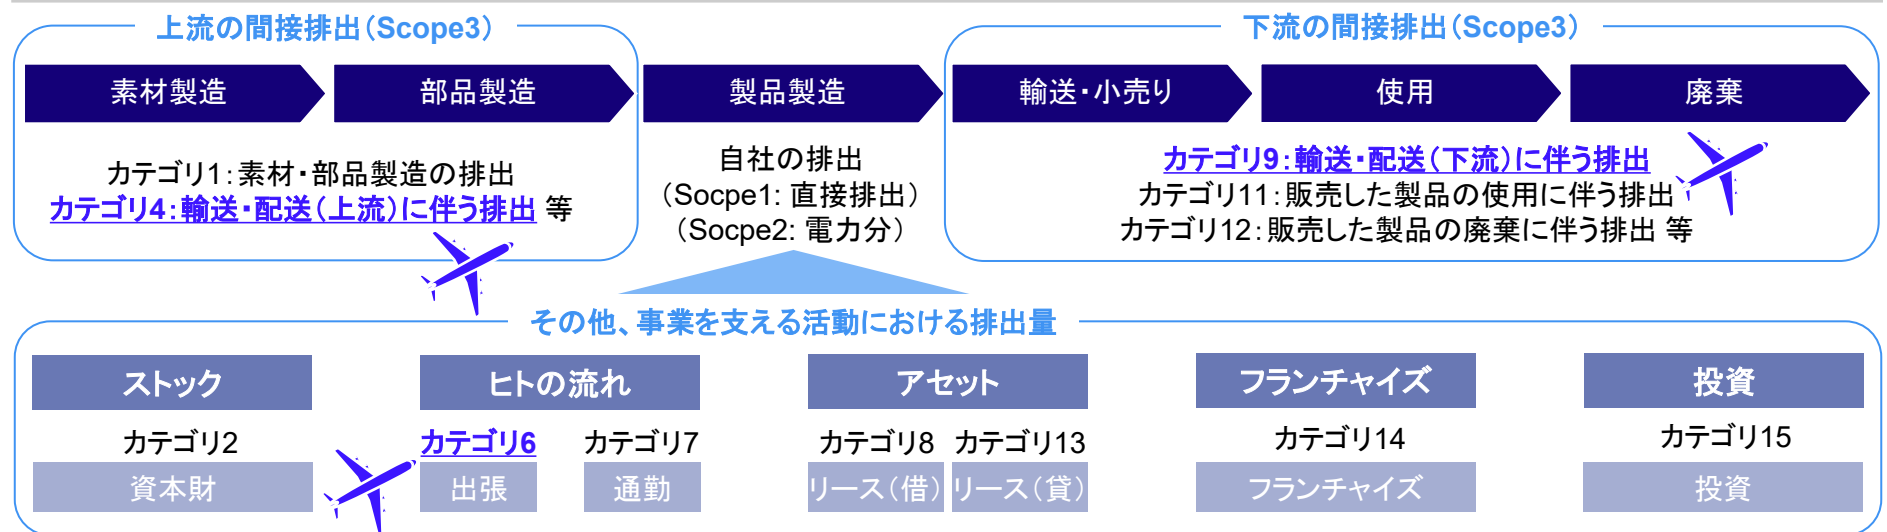 上流の間接排出(Scope3)
下流の間接排出(Scope3)
素材製造
部品製造
製品製造
輸送・小売り
使用
廃棄
カテゴリ1:素材・部品製造の排出
カテゴリ4:輸送・配送(上流)に伴う排出 等
自社の排出
(Socpe1: 直接排出)
(Socpe2: 電力分)
カテゴリ9:輸送・配送(下流)に伴う排出
カテゴリ11:販売した製品の使用に伴う排出
カテゴリ12:販売した製品の廃棄に伴う排出 等
その他、事業を支える活動における排出量
ストック
ヒトの流れ
アセット
フランチャイズ
投資
カテゴリ2
カテゴリ6
カテゴリ7
カテゴリ8
カテゴリ13
カテゴリ14
カテゴリ15
資本財
出張
通勤
リース(借)
リース(貸)
フランチャイズ
投資